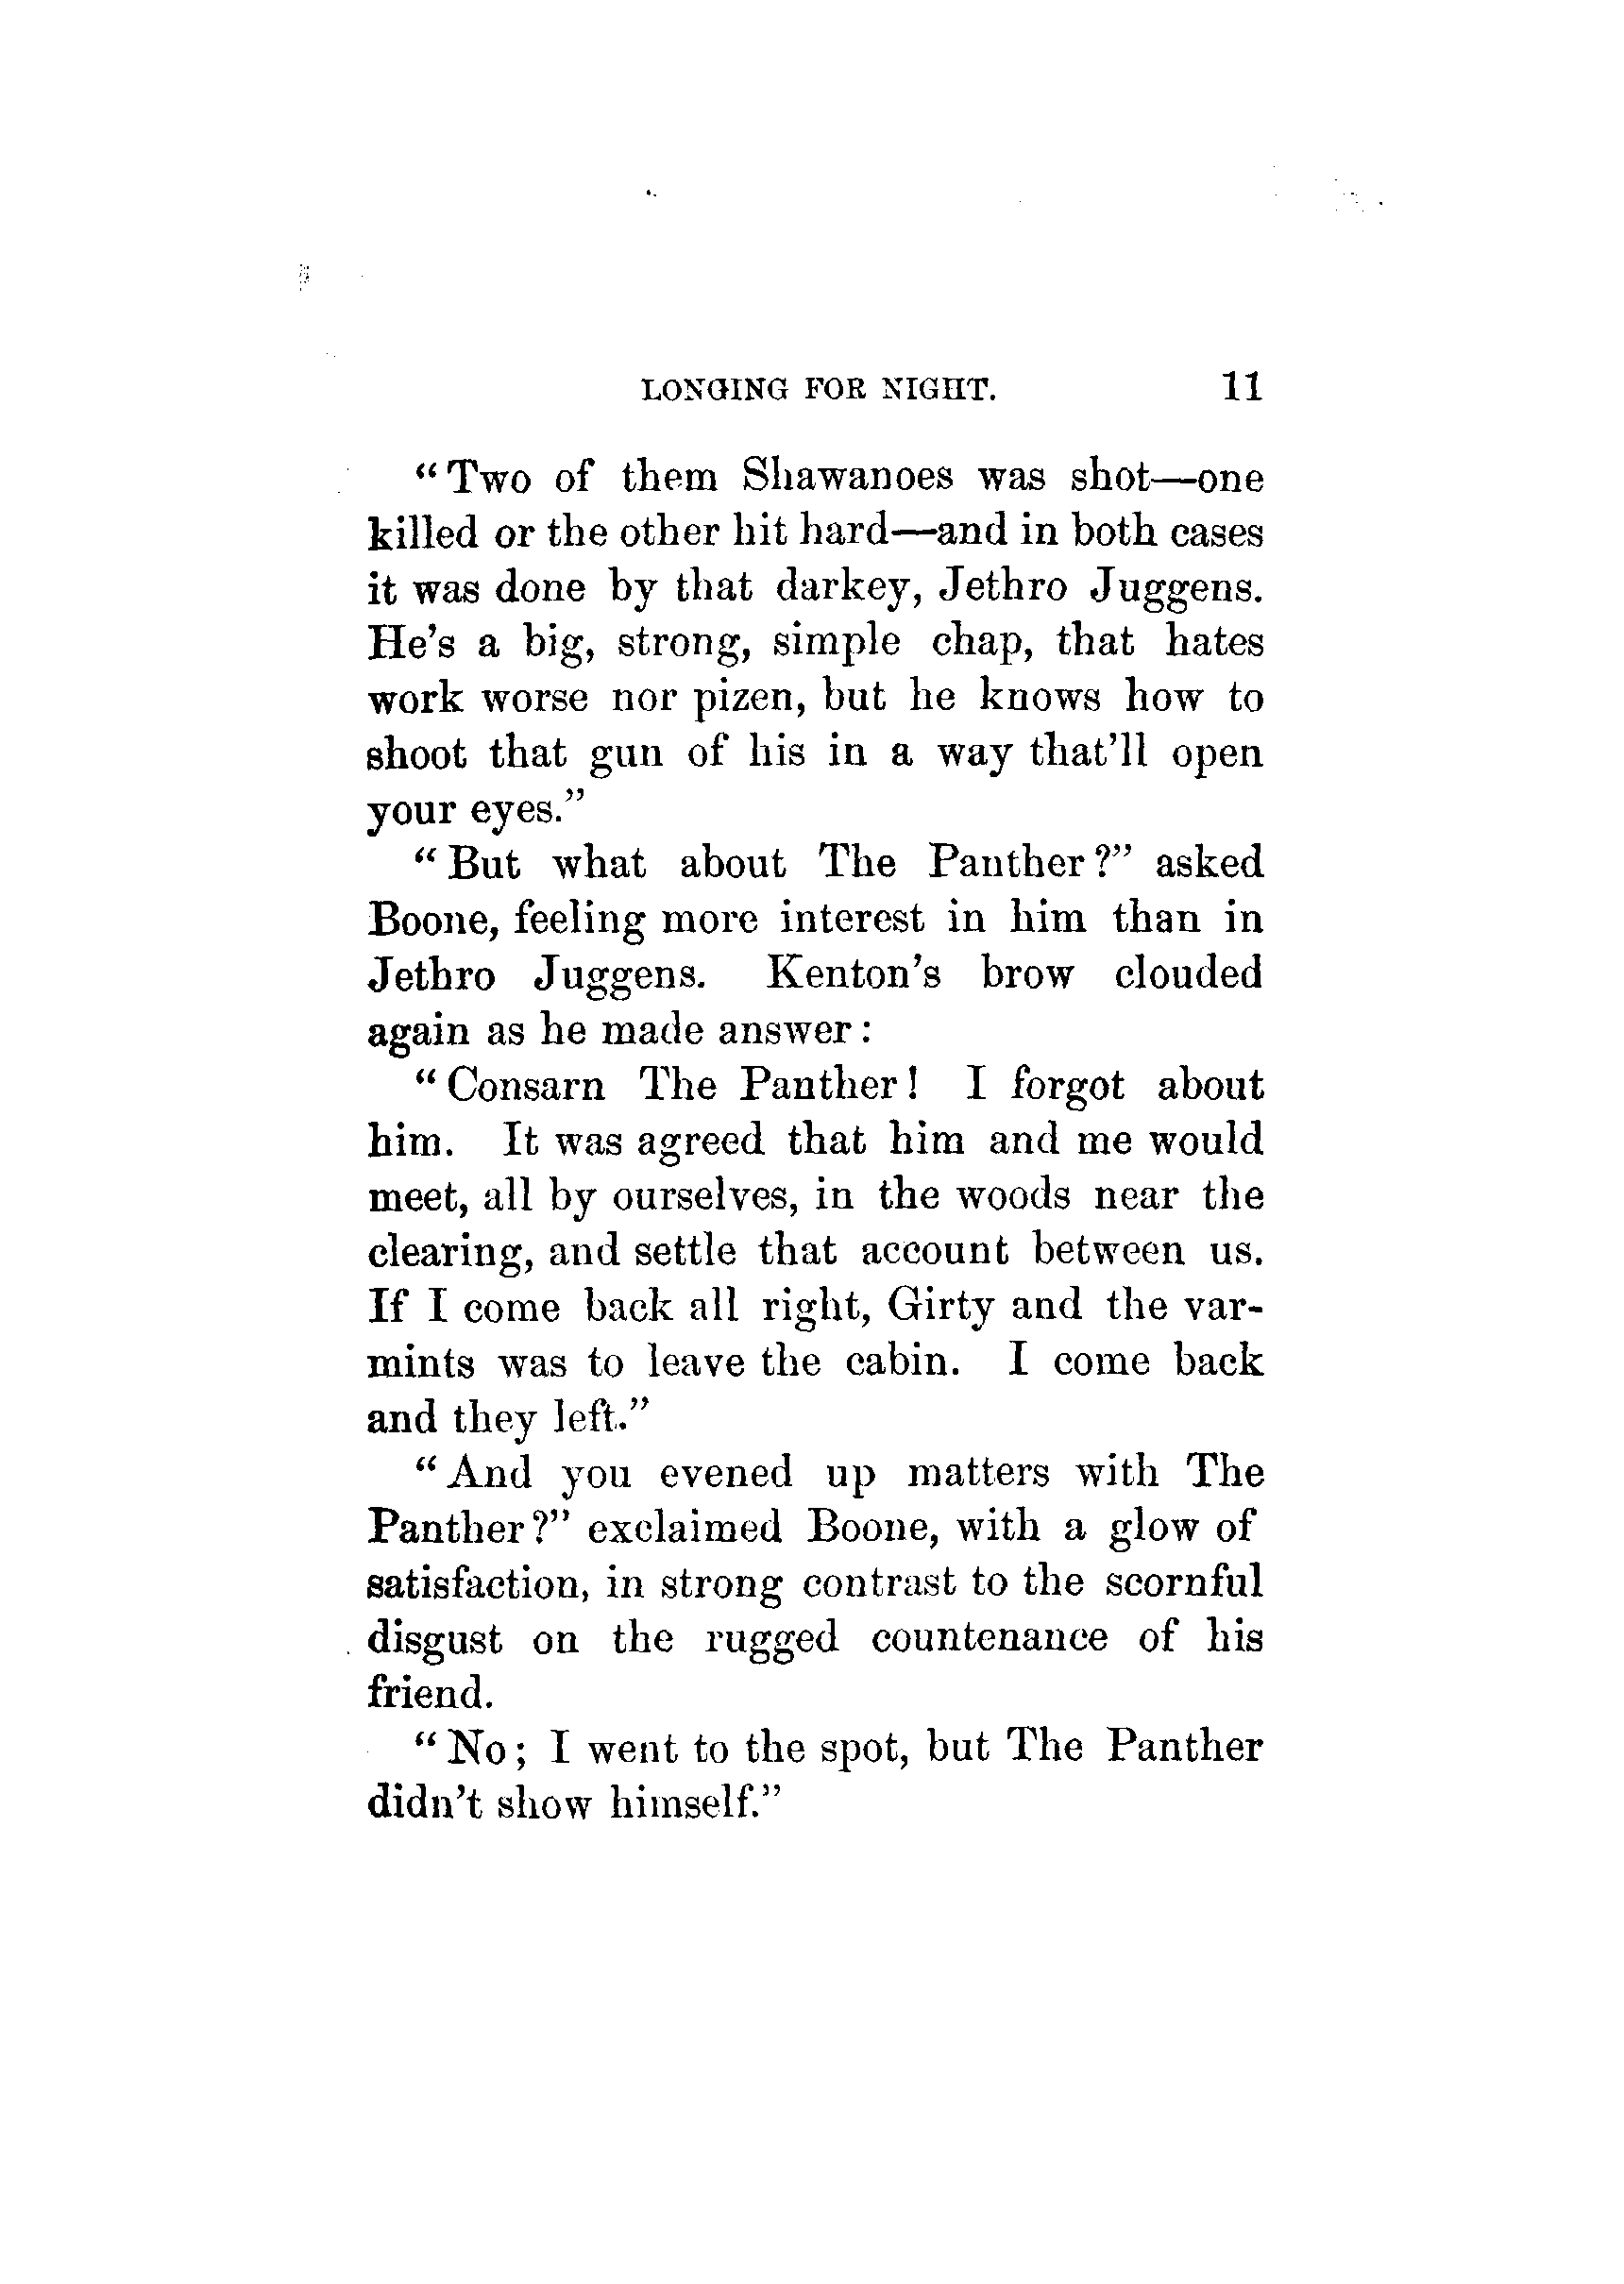 LONGING FOR NIGHT. 11
“Two of them Shawanoes was shot—one
killed or the other hit hard—and in both cases
it was done by that darkey, Jethro Juggens.
He’s a big, strong, simple chap, that hates
work worse nor pizen, but he knows how to
shoot that gun of his in a way that’ll open
your eyes.”
“But what about The Panther?” asked
Boone, feeling more interest in him than in
Jethro Juggens. Kenton’s brow clouded
again as he made answer:
“Consarn The Panther! I forgot about
him. It was agreed that him and me would
meet, all by ourselves, in the woods near the
clearing, and settle that account between us.
If I come back all right, Girty and the var-
mints was to leave the cabin. I come back
and they left.”
“And you evened up matters with The
Panther?” exclaimed Boone, with a glow of
satisfaction, in strong contrast to the scornful
disgust on the rugged countenance of his
friend.
“No; I went to the spot, but The Panther
didn’t show himself.”